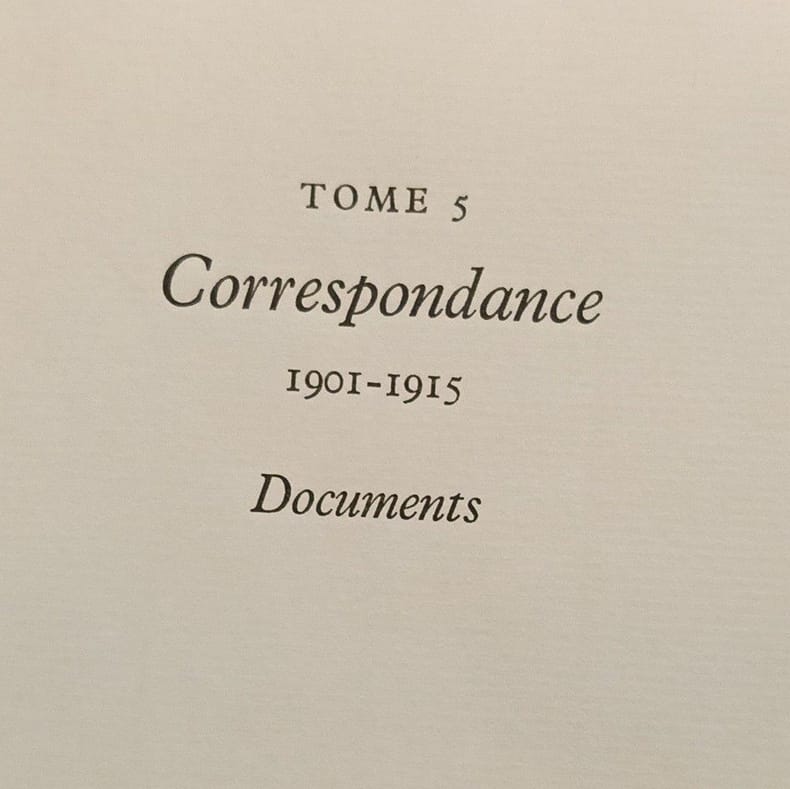 TOME 5
Correspondance
1901-1915
Documents